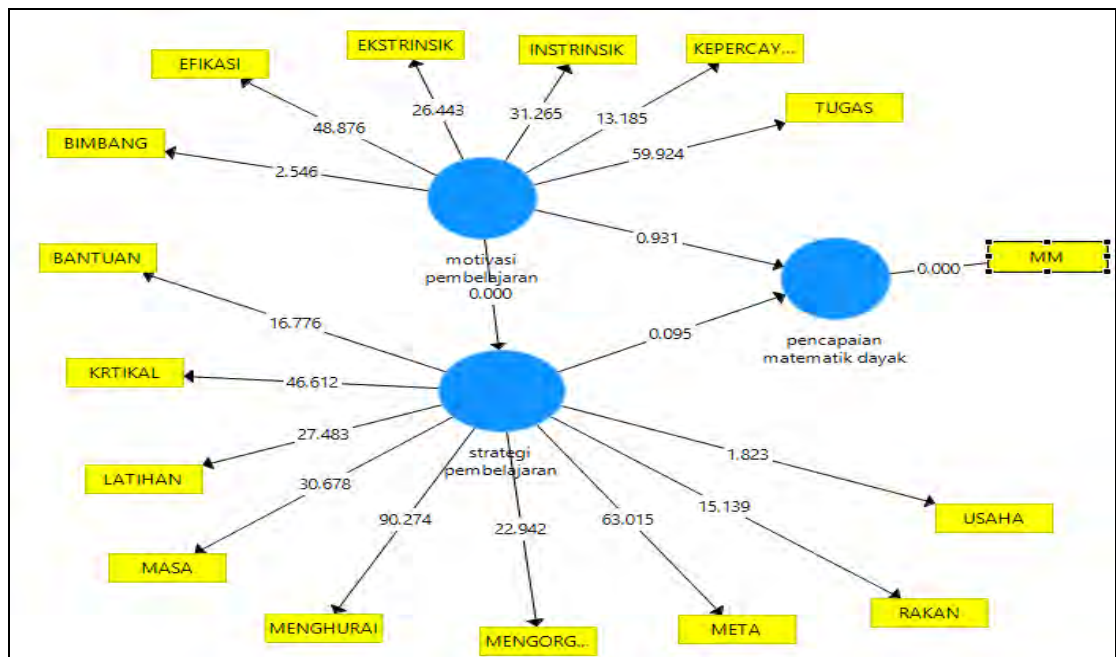 EKSTRINSIK
INSTRINSIK
KEPERCAY...
EFIKASI
TUGAS
BIMBANG
26.443
31.265
13.185
48.876
59.924
2.546
BANTUAN
motivasi
pembelajaran
0.000
0.931
0.000
MM
16.776
0.095
pencapaian
matematik dayak
KRTIKAL
46.612
27.483
strategi
pembelajaran
1.823
LATIHAN
30.678
90.274
22.942
63.015
15.139
USAHA
MASA
MENGHURAI
MENGORG...
META
RAKAN